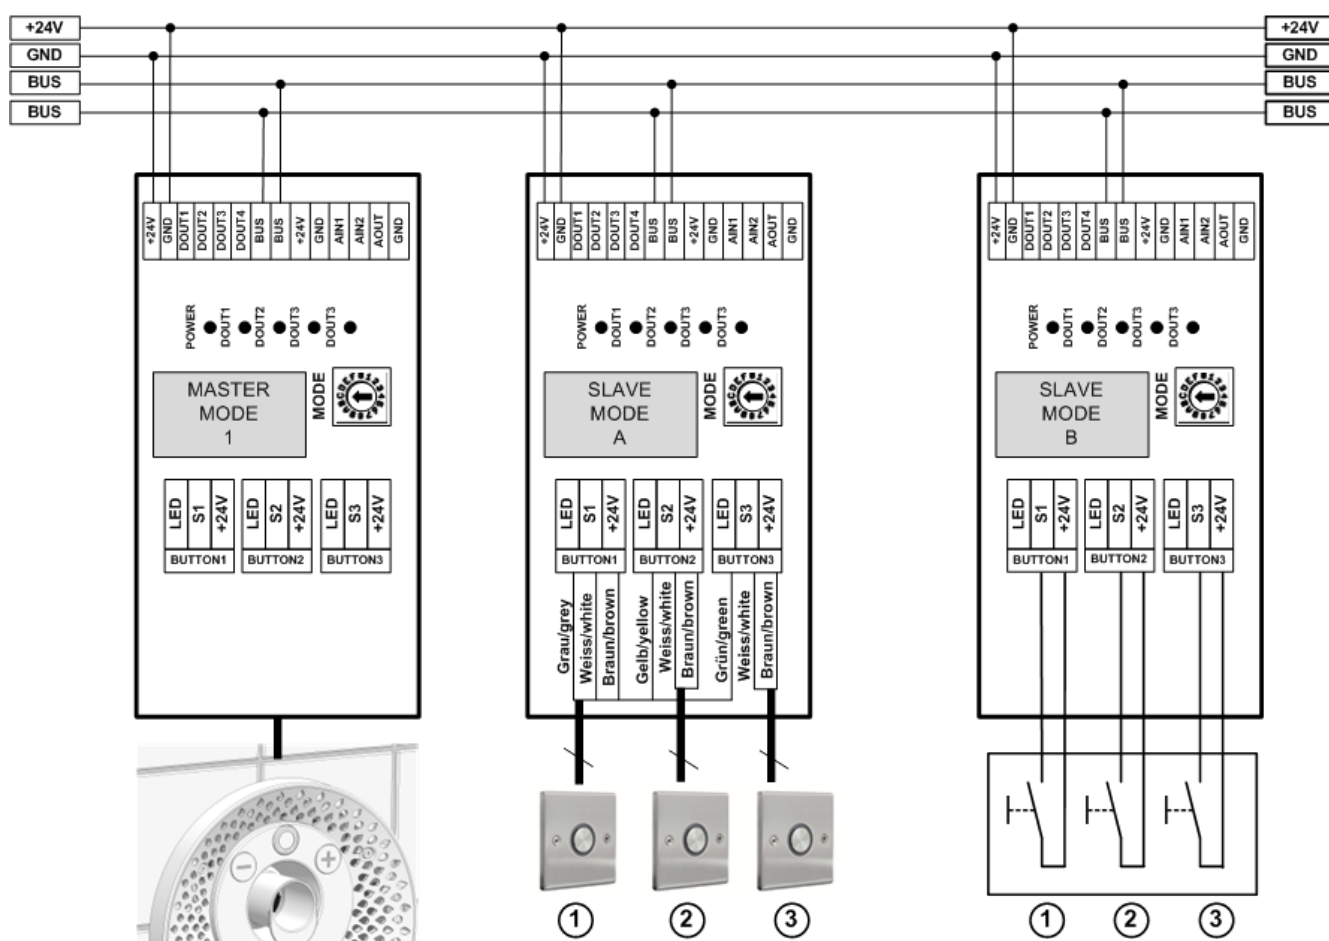 +24V
+24V
GND
GND
BUS
BUS
BUS
BUS
+24V GND DOUT1 DOUT2 DOUT3 DOUT4 BUS BUS +24V GND AIN1 AIN2 AOUT GND
+24V GND DOUT1 DOUT2 DOUT3 DOUT4 BUS BUS +24V GND AIN1 AIN2 AOUT GND
+24V GND DOUT1 DOUT2 DOUT3 DOUT4 BUS BUS +24V GND AIN1 AIN2 AOUT GND
POWER DOUT1 DOUT2 DOUT3 DOUT3
POWER DOUT1 DOUT2 DOUT3 DOUT3
POWER DOUT1 DOUT2 DOUT3 DOUT3
MASTER
MODE
1
MODE
SLAVE
MODE
A
MODE
SLAVE
MODE
B
MODE
LED S1 +24V LED S2 +24V LED S3 +24V
BUTTON1 BUTTON2 BUTTON3
LED S1 +24V LED S2 +24V LED S3 +24V
BUTTON1 BUTTON2 BUTTON3
LED S1 +24V LED S2 +24V LED S3 +24V
BUTTON1 BUTTON2 BUTTON3
Grau/grey
Weiss/white
Braun/brown
Gelb/yellow
Weiss/white
Braun/brown
Grün/green
Weiss/white
Braun/brown
1 2 3
1 2 3